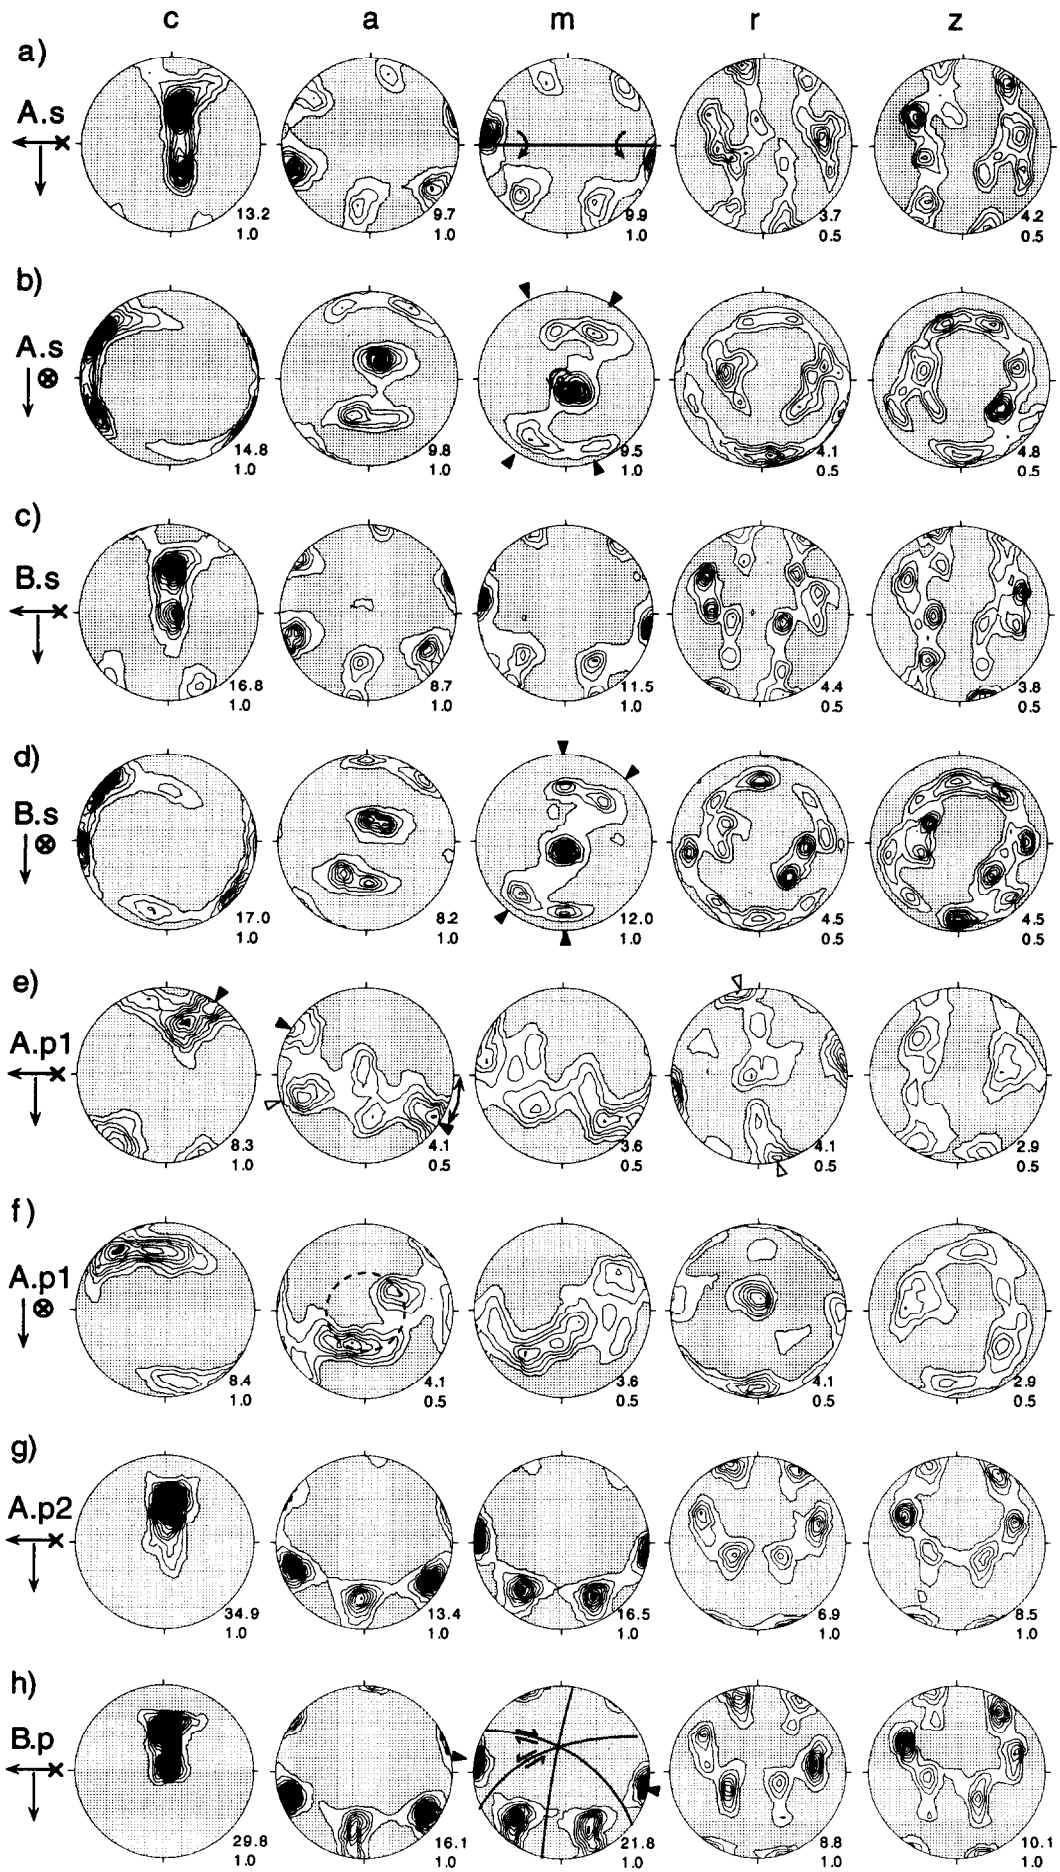 c a m r z
a)
A.s
13.2 9.7 9.9 3.7 4.2
1.0 1.0 1.0 0.5 0.5
b)
A.s
14.8 9.8 9.5 4.1 4.8
1.0 1.0 1.0 0.5 0.5
c)
B.s
16.8 8.7 11.5 4.4 3.8
1.0 1.0 1.0 0.5 0.5
d)
B.s
17.0 8.2 12.0 4.5 4.5
1.0 1.0 1.0 0.5 0.5
e)
A.p1
8.3 4.1 3.6 4.1 2.9
1.0 0.5 0.5 0.5 0.5
f)
A.p1
8.4 4.1 3.6 4.1 2.9
1.0 0.5 0.5 0.5 0.5
g)
A.p2
34.9 13.4 16.5 6.9 8.5
1.0 1.0 1.0 1.0 1.0
h)
B.p
29.8 16.1 21.8 8.8 10.1
1.0 1.0 1.0 1.0 1.0